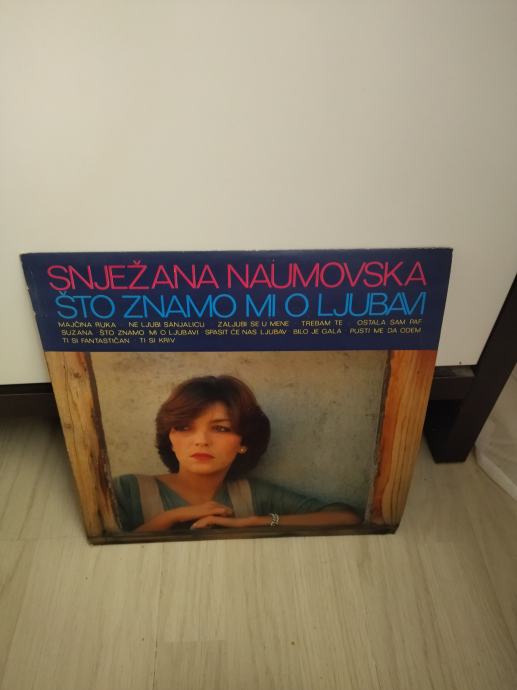 SNJEŽANA NAUMOVSKA
ŠTO ZNAMO MI O LJUBAVI
MAJČINA RUKA · NE LJUBI SANJALICU · ZALJUBI SE U MENE · TREBAM TE · OSTALA SAM PAF
SUZANA · ŠTO ZNAMO MI O LJUBAVI · SPASIT ĆE NAS LJUBAV · BILO JE GALA · PUSTI ME DA ODEM
TI SI FANTASTIČAN · TI SI KRIV